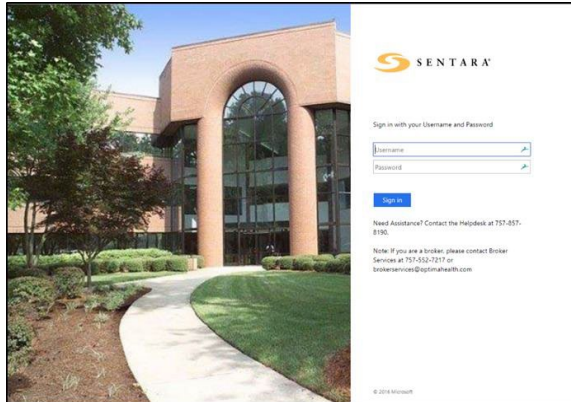 SENTARA®
Sign in with your Username and Password
Username
Password
Sign in
Need Assistance? Contact the Helpdesk at 757-857-
8190.
Note: If you are a broker, please contact Broker
Services at 757-552-7217 or
brokerservices@optimahealth.com
© 2016 Microsoft